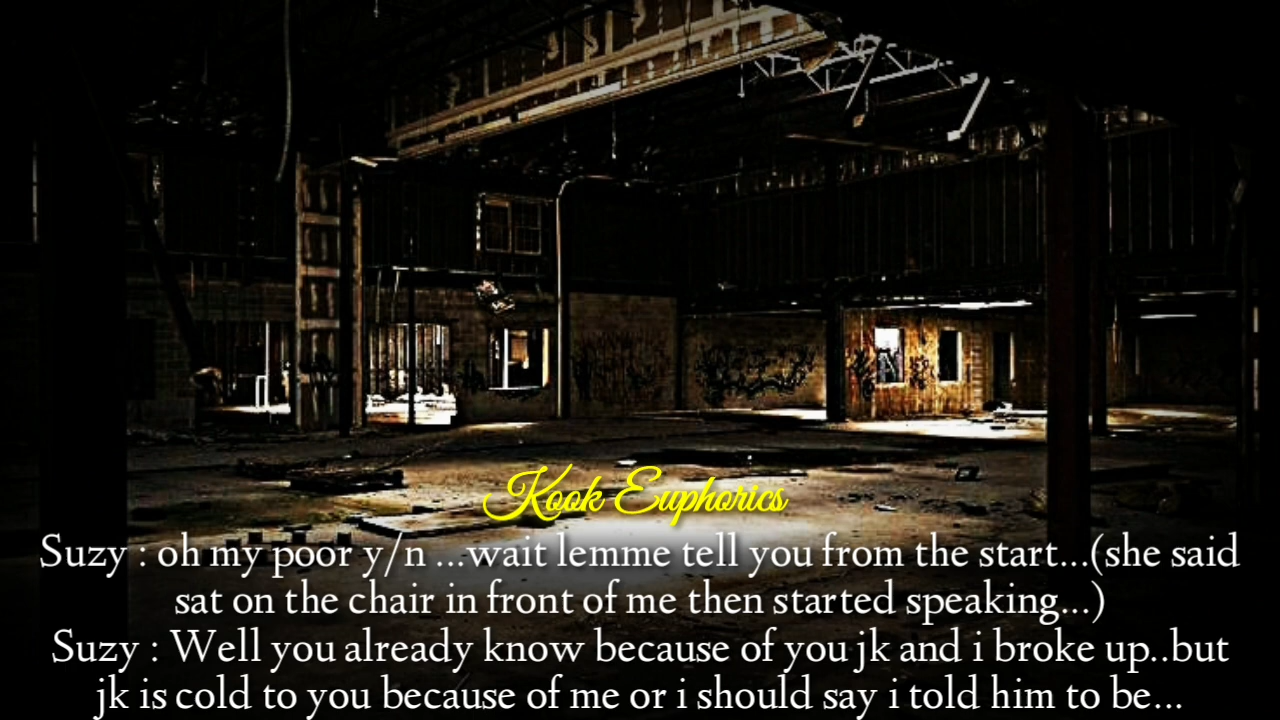 Kook Euphorics
Suzy : oh my poor y/n ...wait lemme tell you from the start...(she said
sat on the chair in front of me then started speaking...)
Suzy : Well you already know because of you jk and i broke up..but
jk is cold to you because of me or i should say i told him to be...